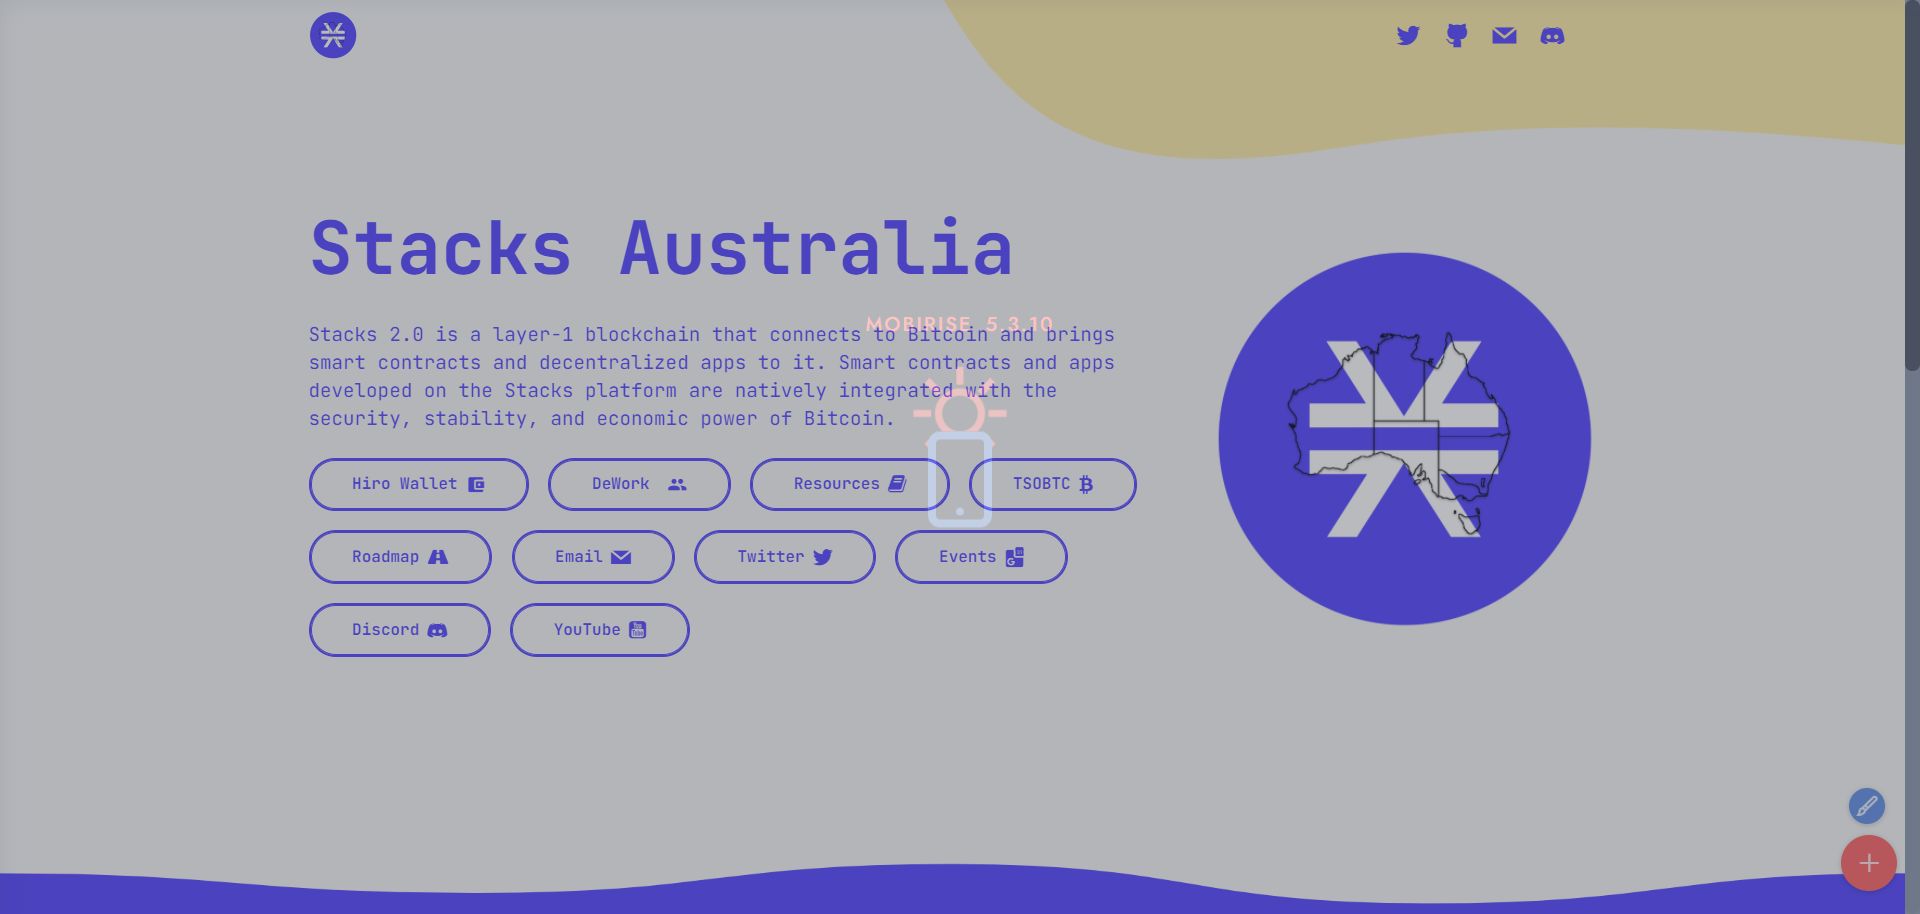 Stacks Australia
MOBIRISE 5.3.10
Stacks 2.0 is a layer-1 blockchain that connects to Bitcoin and brings
smart contracts and decentralized apps to it. Smart contracts and apps
developed on the Stacks platform are natively integrated with the
security, stability, and economic power of Bitcoin.
Hiro Wallet
DeWork
Resources
TSOBTC
Roadmap
Email
Twitter
Events
Discord
YouTube